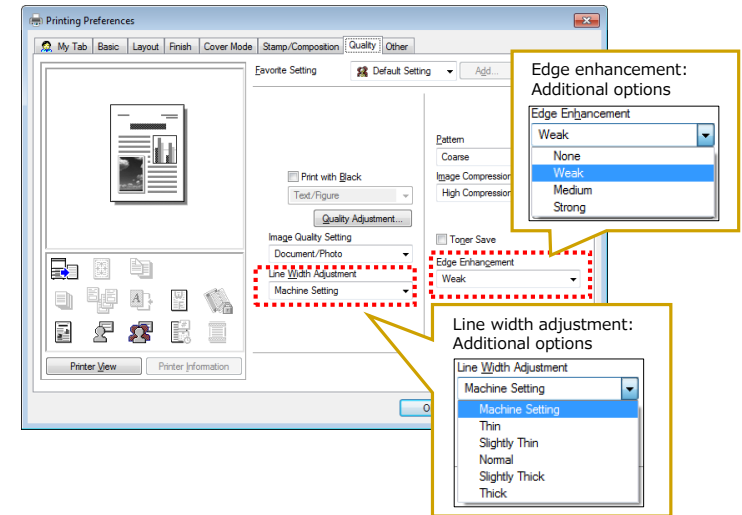 Printing Preferences
My Tab Basic Layout Finish Cover Mode Stamp/Composition Quality Other
Favorite Setting Default Setting Add...
Print with Black
Text/Figure
Quality Adjustment...
Image Quality Setting
Document/Photo
Line Width Adjustment
Machine Setting
Pattern
Coarse
Image Compression
High Compression
Toner Save
Edge Enhancement
Weak
Printer View Printer Information
Edge enhancement:
Additional options
Edge Enhancement
Weak
None
Weak
Medium
Strong
Line width adjustment:
Additional options
Line Width Adjustment
Machine Setting
Machine Setting
Thin
Slightly Thin
Normal
Slightly Thick
Thick